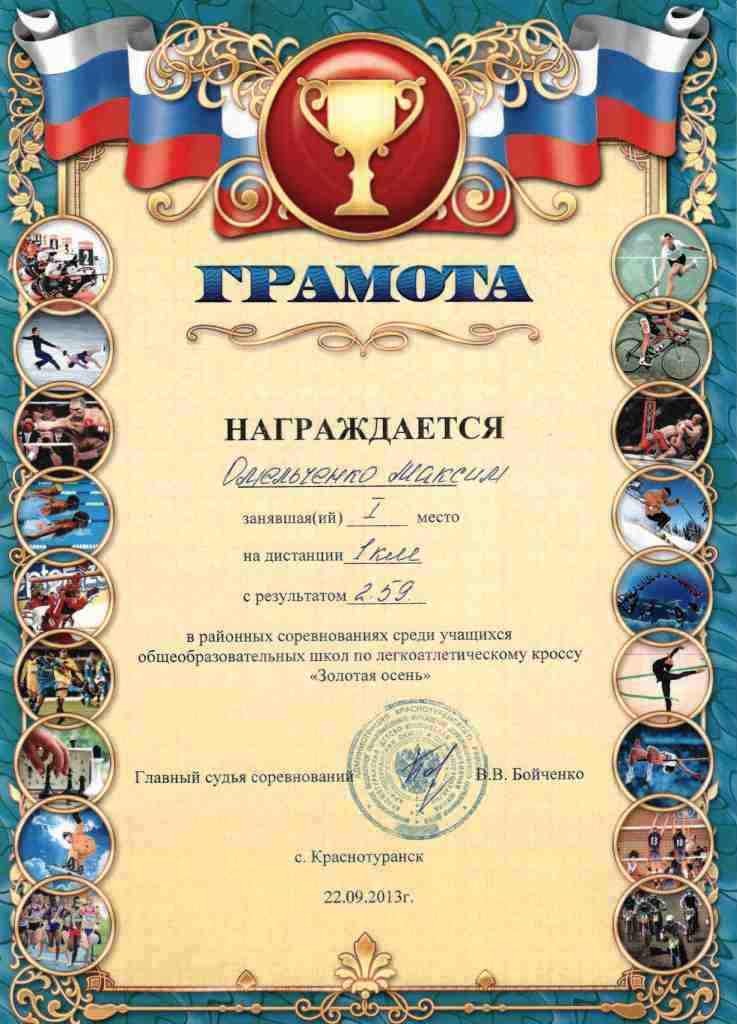 ГРАМОТА
НАГРАЖДАЕТСЯ
Омельченко Максим
занявшая(ий) I место
на дистанции 1 км
с результатом 2.59.
в районных соревнованиях среди учащихся
общеобразовательных школ по легкоатлетическому кроссу
«Золотая осень»
Главный судья соревнований В.В. Бойченко
с. Краснотуранск
22.09.2013г.